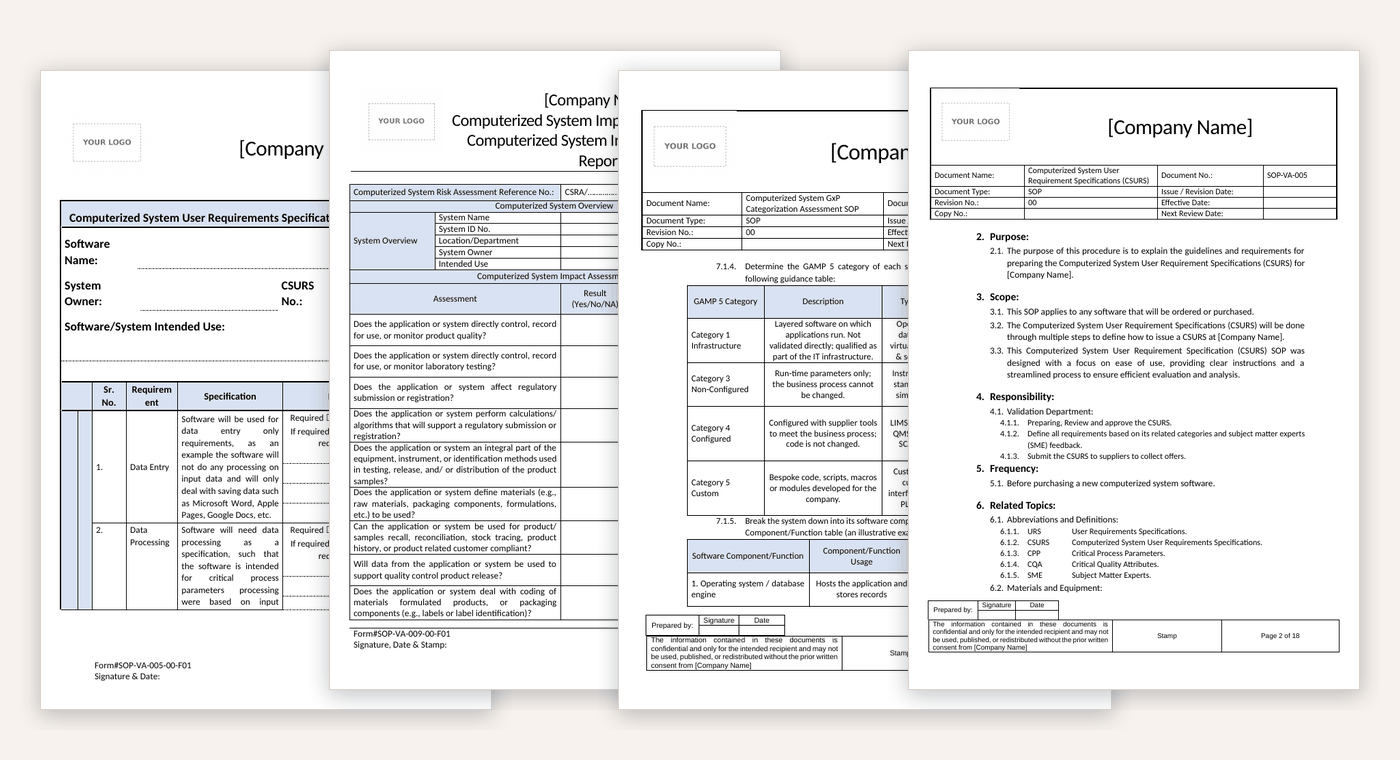 YOUR LOGO
[Company
Computerized System User Requirements Specificat
Software
Name:
System
Owner:
CSURS
No.:
Software/System Intended Use:
Sr.
No.
Requirem
ent
Specification
1.
Data Entry
Software will be used for
data entry only
requirements, as an
example the software will
not do any processing on
input data and will only
deal with saving data such
as Microsoft Word, Apple
Pages, Google Docs, etc.
Required
If required
rec
2.
Data
Processing
Software will need data
processing as a
specification, such that
the software is intended
for critical process
parameters processing
were based on input
Required
If required
rec
Form#SOP-VA-005-00-F01
Signature & Date:
YOUR LOGO
[Company N
Computerized System Imp
Computerized System In
Repor
Computerized System Risk Assessment Reference No.: CSRA/...........
Computerized System Overview
System Overview
System Name
System ID No.
Location/Department
System Owner
Intended Use
Computerized System Impact Assessm
Assessment
Result
(Yes/No/NA)
Does the application or system directly control, record
for use, or monitor product quality?
Does the application or system directly control, record
for use, or monitor laboratory testing?
Does the application or system affect regulatory
submission or registration?
Does the application or system perform calculations/
algorithms that will support a regulatory submission or
registration?
Does the application or system an integral part of the
equipment, instrument, or identification methods used
in testing, release, and/ or distribution of the product
samples?
Does the application or system define materials (e.g.,
raw materials, packaging components, formulations,
etc.) to be used?
Can the application or system be used for product/
samples recall, reconciliation, stock tracing, product
history, or product related customer compliant?
Will data from the application or system be used to
support quality control product release?
Does the application or system deal with coding of
materials formulated products, or packaging
components (e.g., labels or label identification)?
Form#SOP-VA-009-00-F01
Signature, Date & Stamp:
YOUR LOGO
[Compan
Document Name:
Computerized System GxP
Categorization Assessment SOP
Docu
Document Type: SOP Issue
Revision No.: 00 Effect
Copy No.: Next
7.1.4. Determine the GAMP 5 category of each s
following guidance table:
GAMP 5 Category Description Ty
Category 1
Infrastructure
Layered software on which
applications run. Not
validated directly; qualified as
part of the IT infrastructure.
Ope
dat
virtu
& s
Category 3
Non-Configured
Run-time parameters only;
the business process cannot
be changed.
Instr
stan
sim
Category 4
Configured
Configured with supplier tools
to meet the business process;
code is not changed.
LIMS
QMS
SC
Category 5
Custom
Bespoke code, scripts, macros
or modules developed for the
company.
Cust
cu
interf
PL
7.1.5. Break the system down into its software comp
Component/Function table (an illustrative exa
Software Component/Function
Component/Function
Usage
1. Operating system / database
engine
Hosts the application and
stores records
Prepared by: Signature Date
The information contained in these documents is
confidential and only for the intended recipient and may not
be used, published, or redistributed without the prior written
consent from [Company Name]
Stamp
YOUR LOGO
[Company Name]
Document Name:
Computerized System User
Requirement Specifications (CSURS)
Document No.: SOP-VA-005
Document Type: SOP Issue / Revision Date:
Revision No.: 00 Effective Date:
Copy No.: Next Review Date:
2. Purpose:
2.1. The purpose of this procedure is to explain the guidelines and requirements for
preparing the Computerized System User Requirement Specifications (CSURS) for
[Company Name].
3. Scope:
3.1. This SOP applies to any software that will be ordered or purchased.
3.2. The Computerized System User Requirement Specifications (CSURS) will be done
through multiple steps to define how to issue a CSURS at [Company Name].
3.3. This Computerized System User Requirement Specification (CSURS) SOP was
designed with a focus on ease of use, providing clear instructions and a
streamlined process to ensure efficient evaluation and analysis.
4. Responsibility:
4.1. Validation Department:
4.1.1. Preparing, Review and approve the CSURS.
4.1.2. Define all requirements based on its related categories and subject matter experts
(SME) feedback.
4.1.3. Submit the CSURS to suppliers to collect offers.
5. Frequency:
5.1. Before purchasing a new computerized system software.
6. Related Topics:
6.1. Abbreviations and Definitions:
6.1.1. URS User Requirements Specifications.
6.1.2. CSURS Computerized System User Requirements Specifications.
6.1.3. CPP Critical Process Parameters.
6.1.4. CQA Critical Quality Attributes.
6.1.5. SME Subject Matter Experts.
6.2. Materials and Equipment:
Prepared by: Signature Date
The information contained in these documents is
confidential and only for the intended recipient and may not
be used, published, or redistributed without the prior written
consent from [Company Name]
Stamp
Page 2 of 18